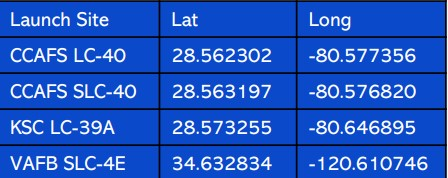 Launch Site Lat Long
CCAFS LC-40 28.562302 -80.577356
CCAFS SLC-40 28.563197 -80.576820
KSC LC-39A 28.573255 -80.646895
VAFB SLC-4E 34.632834 -120.610746